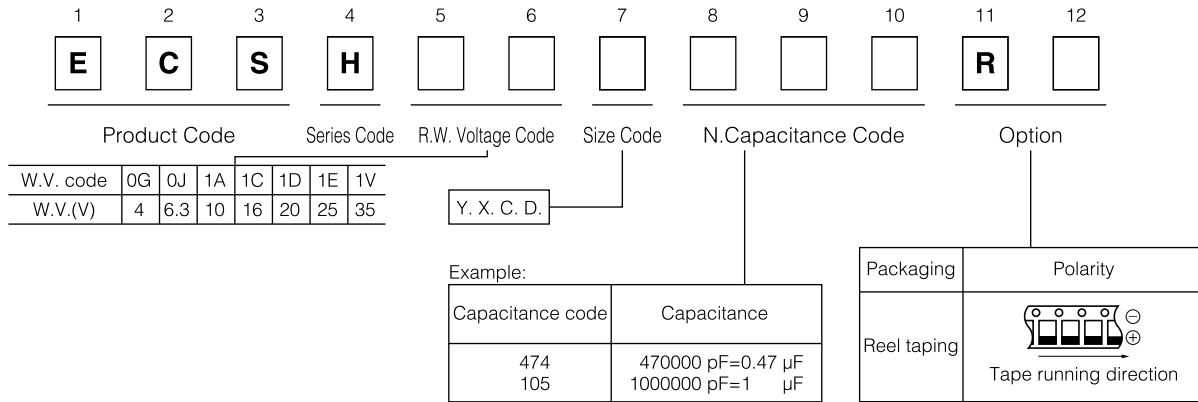 1 2 3 4 5 6 7 8 9 10 11 12
E C S H R
Product Code Series Code R.W. Voltage Code Size Code N.Capacitance Code Option
W.V. code 0G 0J 1A 1C 1D 1E 1V
W.V.(V) 4 6.3 10 16 20 25 35
Y. X. C. D.
Example:
Capacitance code Capacitance
474 470000 pF=0.47 µF
105 1000000 pF=1 µF
Packaging Polarity
Reel taping
⊖
⊕
Tape running direction